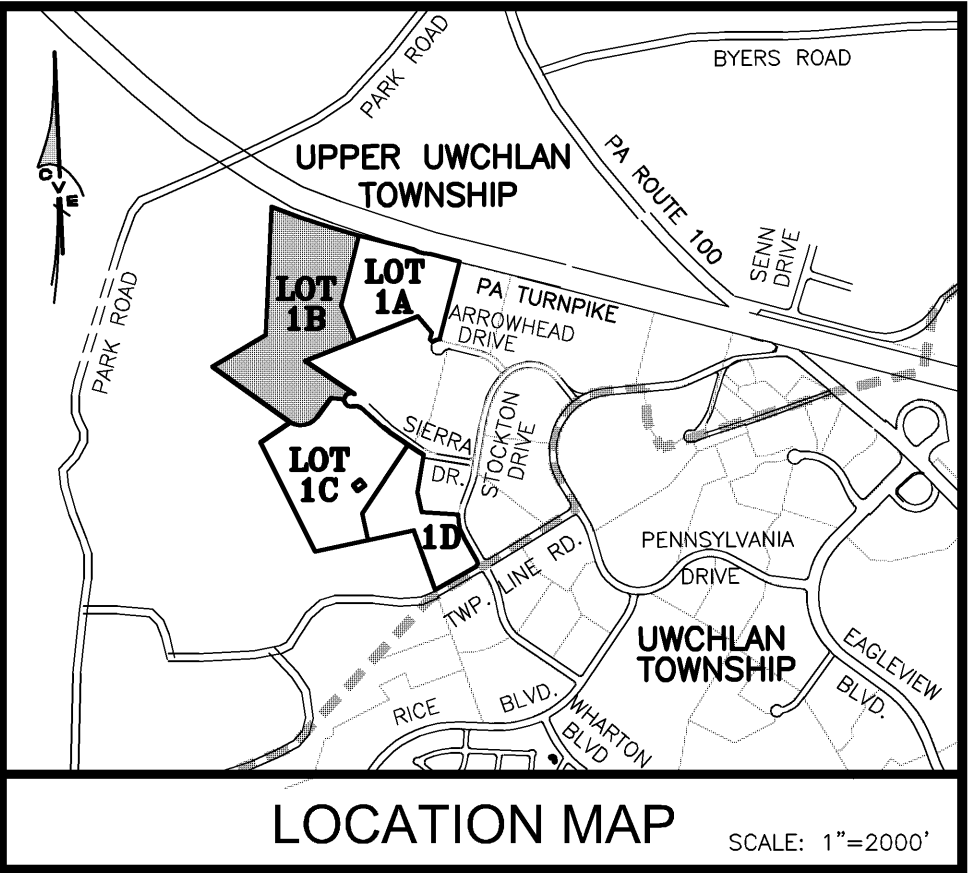 PARK ROAD
BYERS ROAD
UPPER UWCHLAN
TOWNSHIP
PA ROUTE 100
CVE
SENN
DRIVE
PARK ROAD
LOT
1B
LOT
1A
PA TURNPIKE
ARROWHEAD
DRIVE
STOCKTON
DRIVE
SIERRA
DR.
LOT
1C
1D
TWP. LINE RD.
PENNSYLVANIA
DRIVE
UWCHLAN
TOWNSHIP
EAGLEVIEW
BLVD.
RICE BLVD.
WHARTON
BLVD
LOCATION MAP
SCALE: 1"=2000'